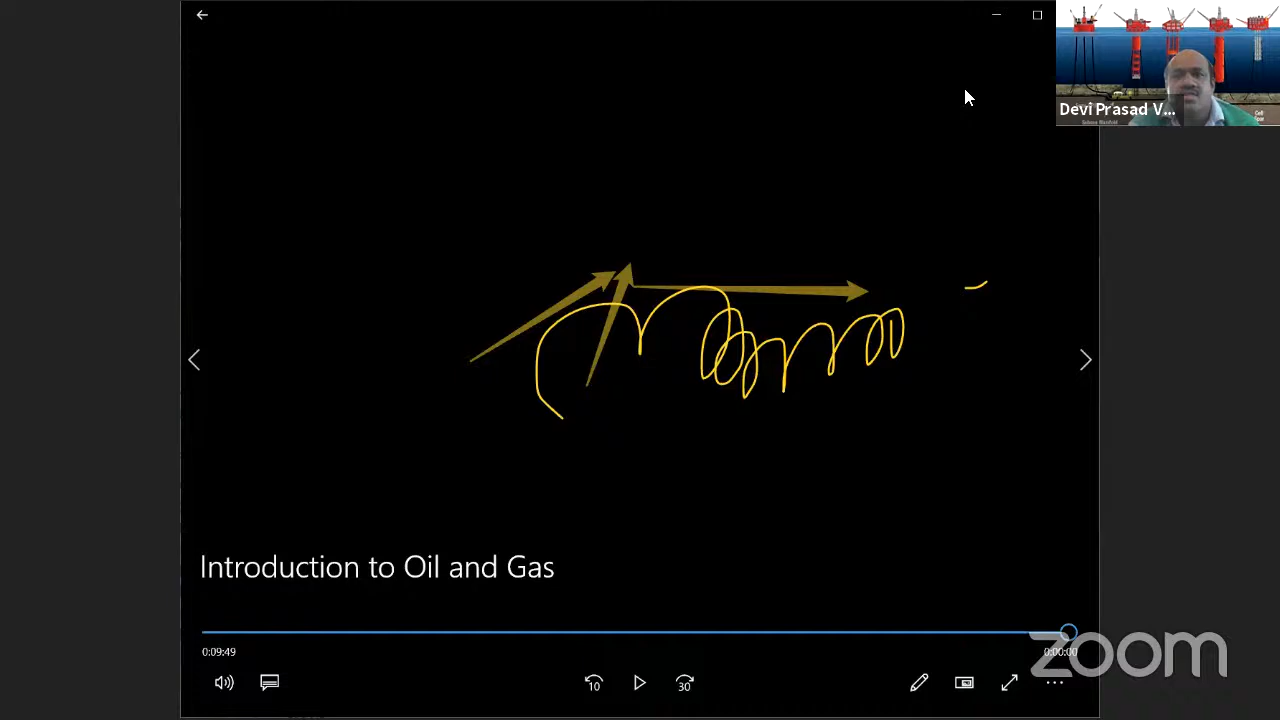 Devi Prasad V...
Introduction to Oil and Gas
0:09:49
0:00:00
10
30
zoom